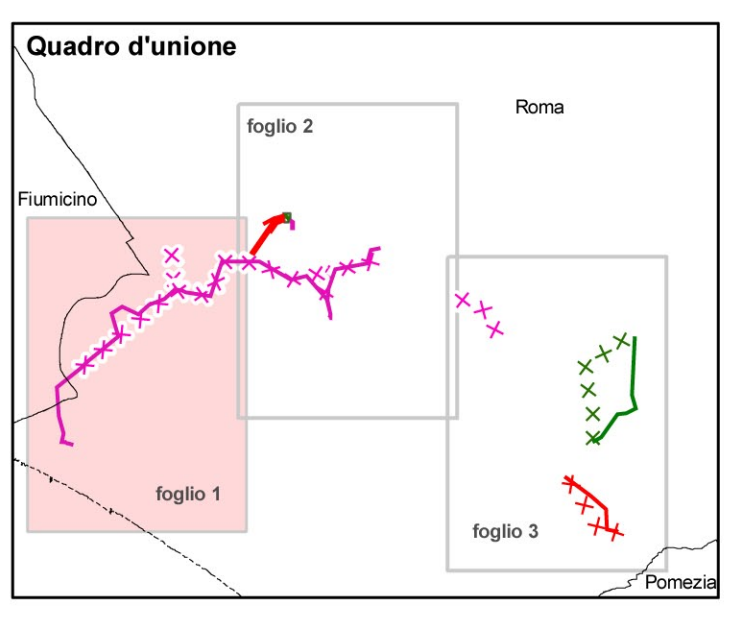 Quadro d'unione
Roma
foglio 2
Fiumicino
foglio 1
foglio 3
Pomezia